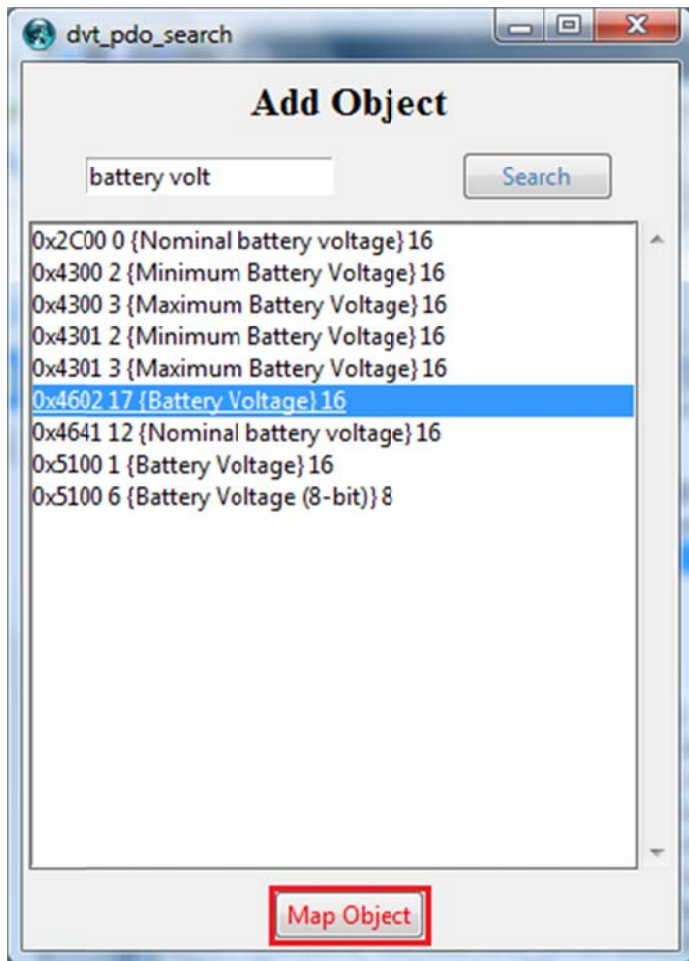 dvt_pdo_search
Add Object
battery volt
Search
0x2C00 0 {Nominal battery voltage} 16
0x4300 2 {Minimum Battery Voltage} 16
0x4300 3 {Maximum Battery Voltage} 16
0x4301 2 {Minimum Battery Voltage} 16
0x4301 3 {Maximum Battery Voltage} 16
0x4602 17 {Battery Voltage} 16
0x4641 12 {Nominal battery voltage} 16
0x5100 1 {Battery Voltage} 16
0x5100 6 {Battery Voltage (8-bit)} 8
Map Object